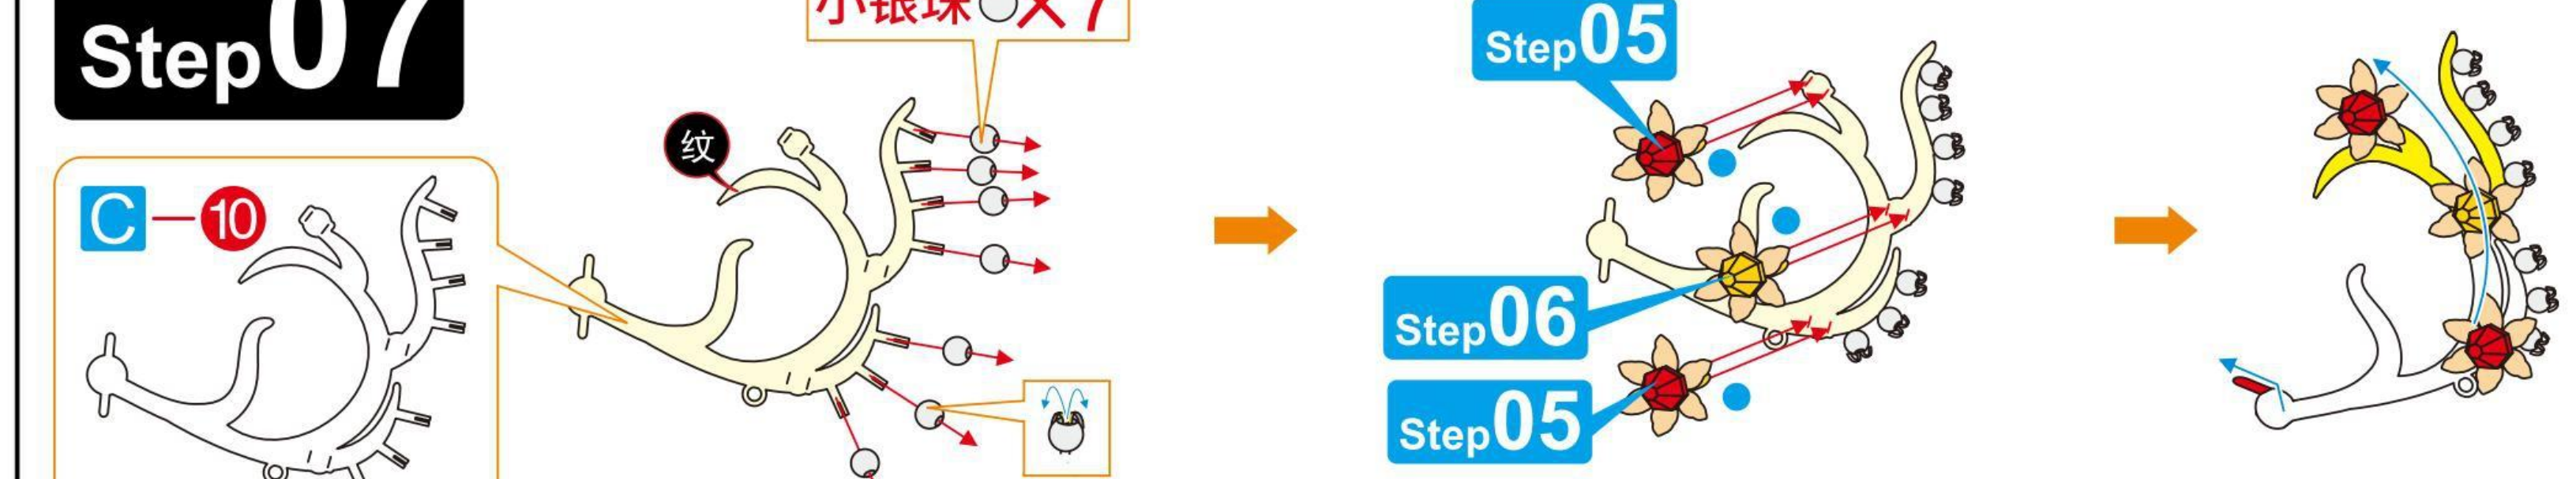 Step07
小银珠 × 7
C—10
纹
Step05
Step06
Step05